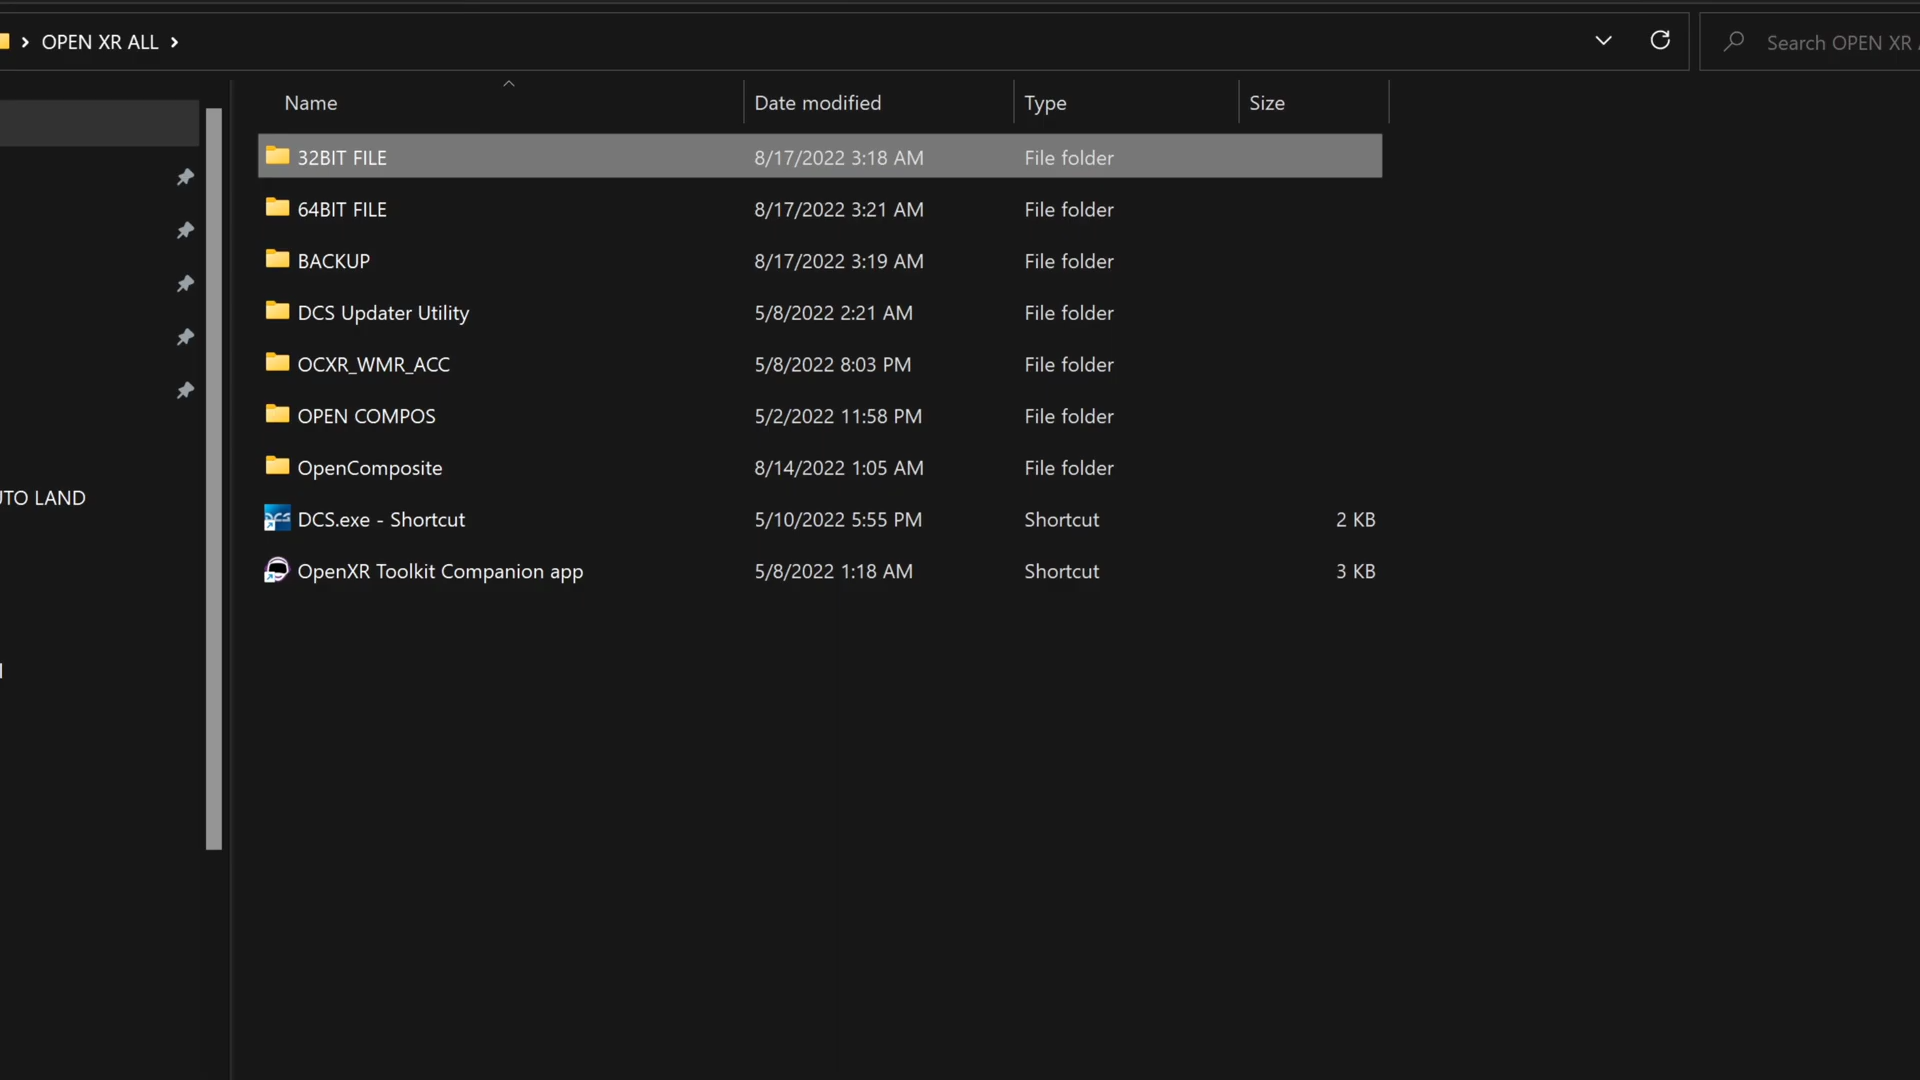 OPEN XR ALL
Search OPEN XR
Name Date modified Type Size
32BIT FILE 8/17/2022 3:18 AM File folder
64BIT FILE 8/17/2022 3:21 AM File folder
BACKUP 8/17/2022 3:19 AM File folder
DCS Updater Utility 5/8/2022 2:21 AM File folder
OCXR_WMR_ACC 5/8/2022 8:03 PM File folder
OPEN COMPOS 5/2/2022 11:58 PM File folder
OpenComposite 8/14/2022 1:05 AM File folder
UTO LAND
DCS.exe - Shortcut 5/10/2022 5:55 PM Shortcut 2 KB
OpenXR Toolkit Companion app 5/8/2022 1:18 AM Shortcut 3 KB